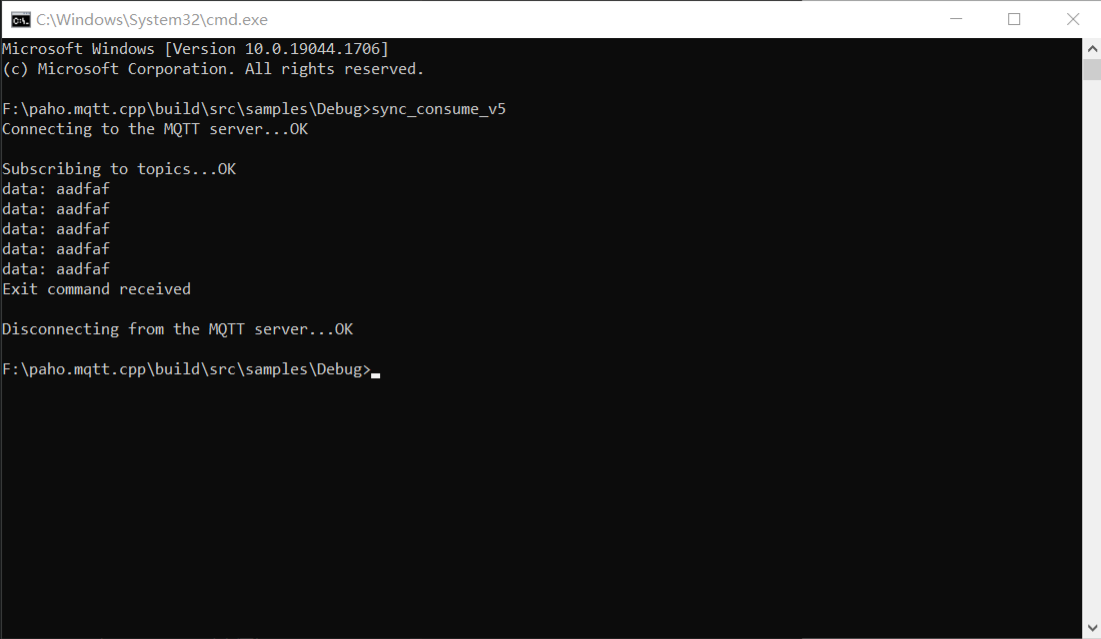 C:\Windows\System32\cmd.exe
Microsoft Windows [Version 10.0.19044.1706]
(c) Microsoft Corporation. All rights reserved.
F:\paho.mqtt.cpp\build\src\samples\Debug>sync_consume_v5
Connecting to the MQTT server...OK
Subscribing to topics...OK
data: aadfaf
data: aadfaf
data: aadfaf
data: aadfaf
data: aadfaf
Exit command received
Disconnecting from the MQTT server...OK
F:\paho.mqtt.cpp\build\src\samples\Debug>